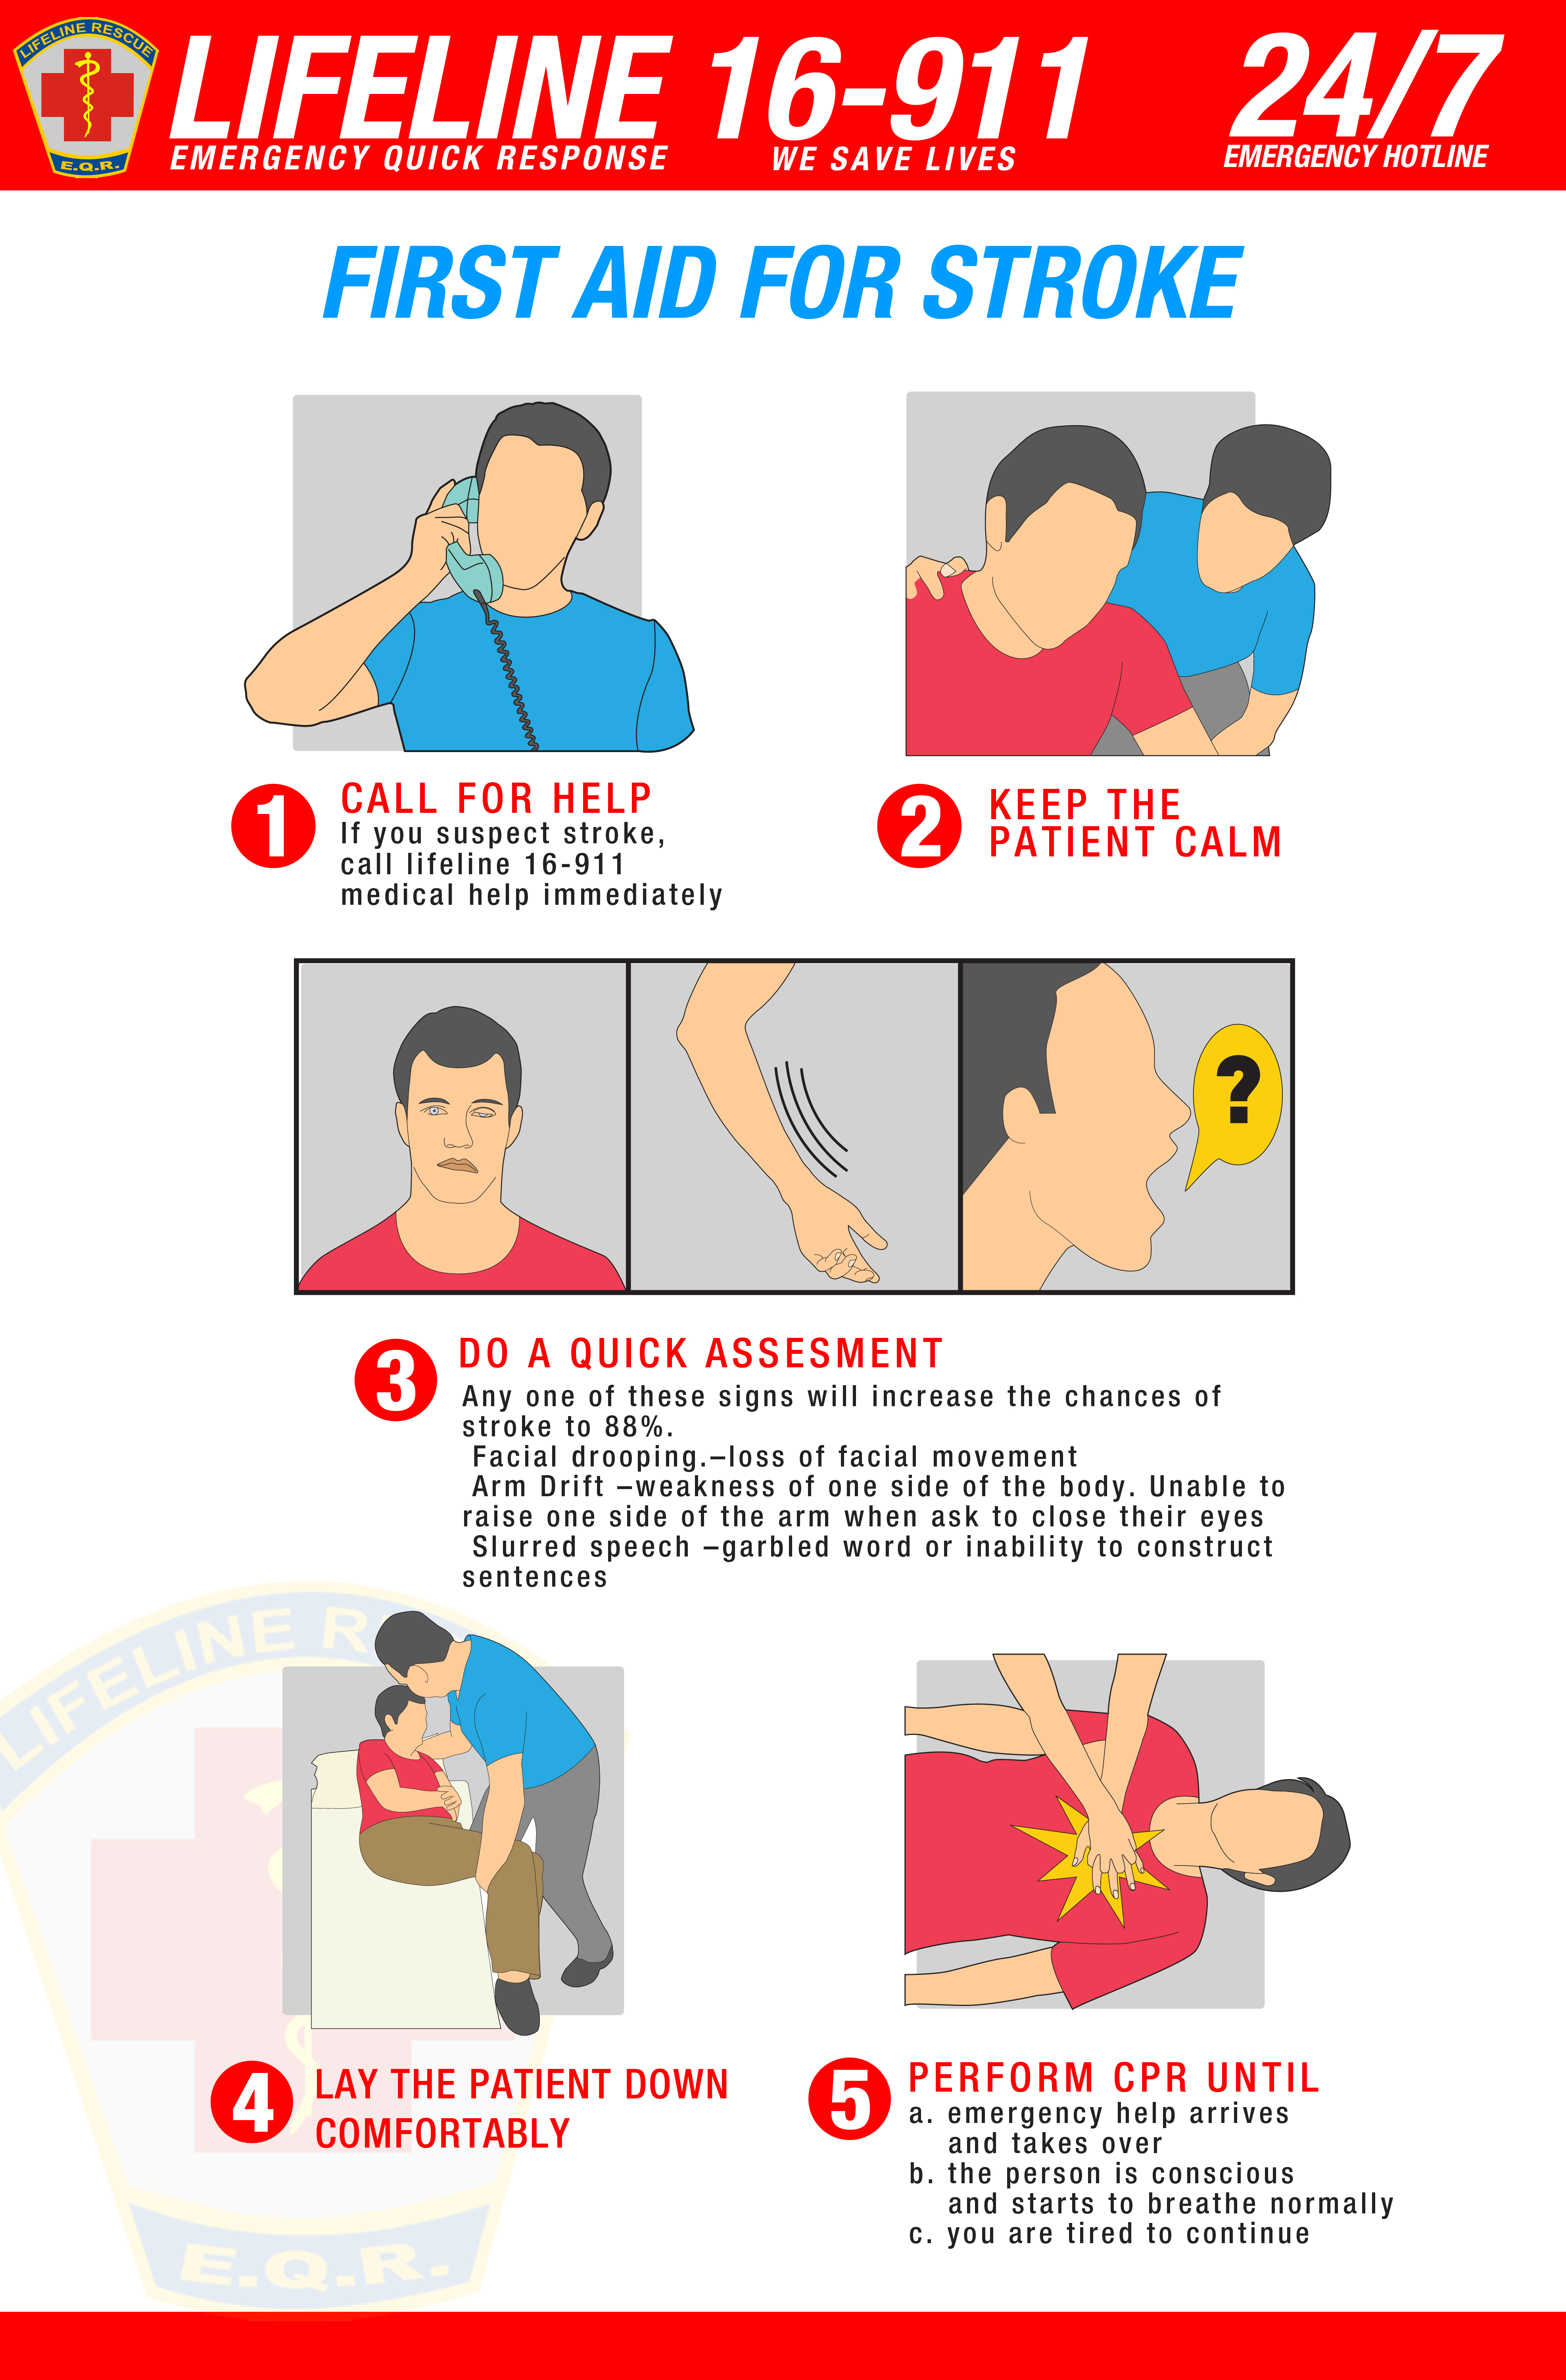 LIFELINE RESCUE
E.Q.R.
LIFELINE 16-911 24/7
EMERGENCY QUICK RESPONSE WE SAVE LIVES EMERGENCY HOTLINE
FIRST AID FOR STROKE
1 CALL FOR HELP
If you suspect stroke,
call lifeline 16-911
medical help immediately
2 KEEP THE
PATIENT CALM
?
3 DO A QUICK ASSESMENT
Any one of these signs will increase the chances of
stroke to 88%.
Facial drooping.–loss of facial movement
Arm Drift –weakness of one side of the body. Unable to
raise one side of the arm when ask to close their eyes
Slurred speech –garbled word or inability to construct
sentences
4 LAY THE PATIENT DOWN
COMFORTABLY
5 PERFORM CPR UNTIL
a. emergency help arrives
and takes over
b. the person is conscious
and starts to breathe normally
c. you are tired to continue
LIFELINE R
E.Q.R.